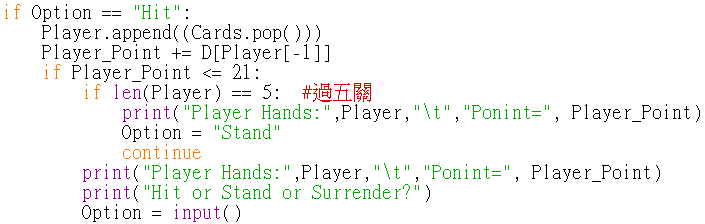 if Option == "Hit":
    Player.append((Cards.pop()))
    Player_Point += D[Player[-1]]
    if Player_Point <= 21:
        if len(Player) == 5:  #過五關
            print("Player Hands:",Player,"\t","Ponint=", Player_Point)
            Option = "Stand"
            continue
        print("Player Hands:",Player,"\t","Ponint=", Player_Point)
        print("Hit or Stand or Surrender?")
        Option = input()